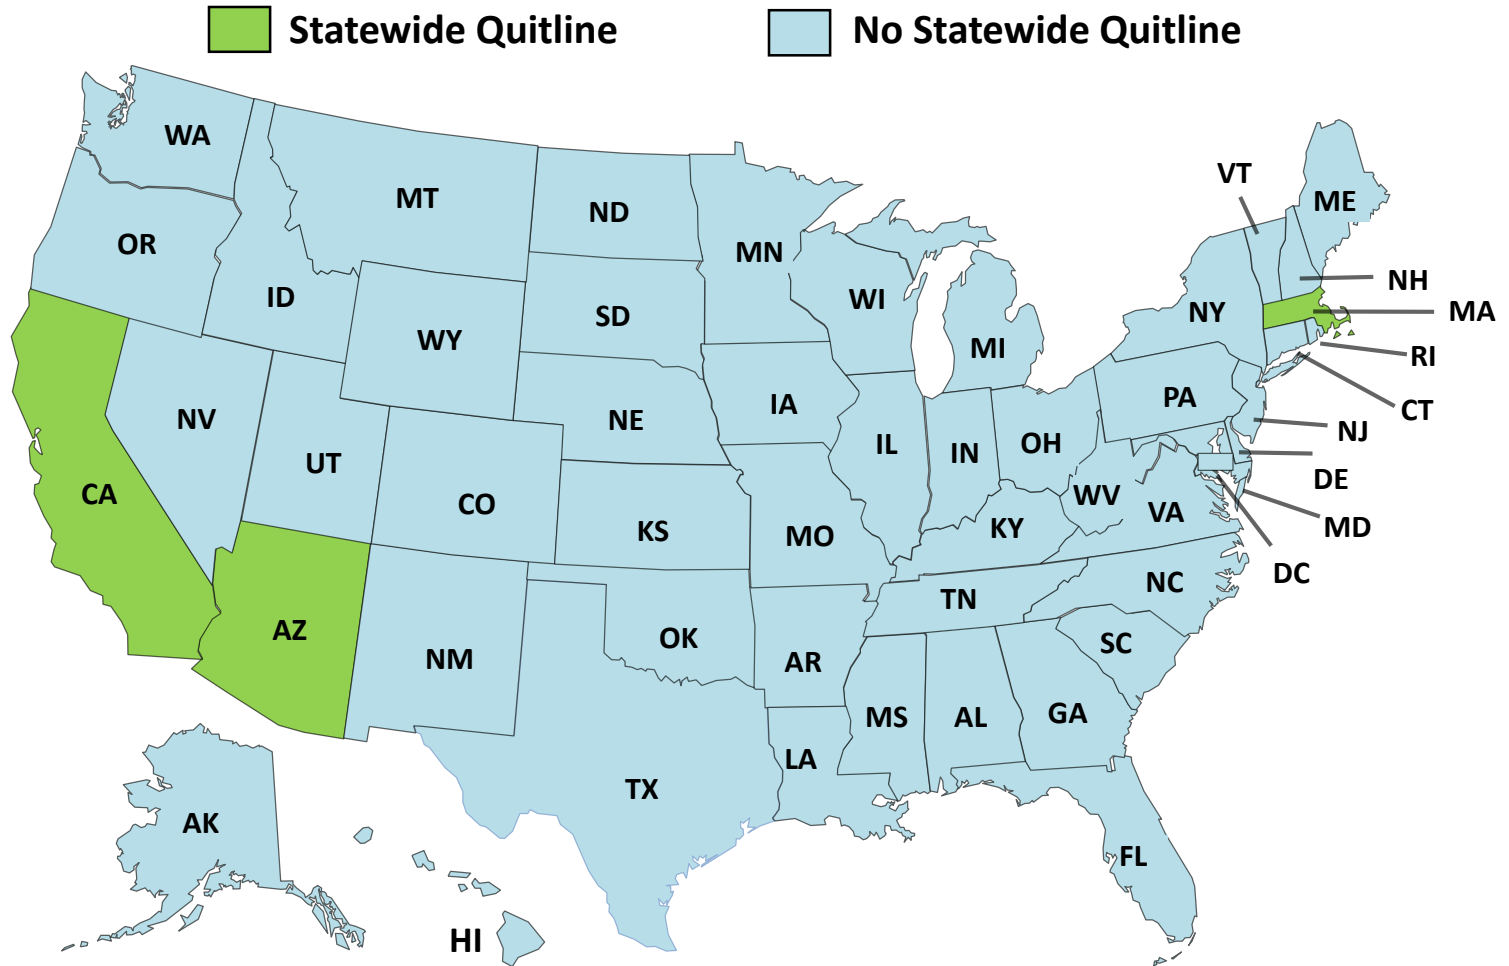 Statewide Quitline
No Statewide Quitline
WA
MT
ND
MN
VT
ME
OR
ID
SD
WI
NH
WY
NY
MA
MI
RI
NV
NE
IA
PA
CT
UT
IL
IN
OH
NJ
CA
CO
WV
DE
KS
MO
KY
VA
MD
DC
AZ
NM
OK
TN
NC
AR
SC
MS
AL
GA
LA
TX
AK
FL
HI